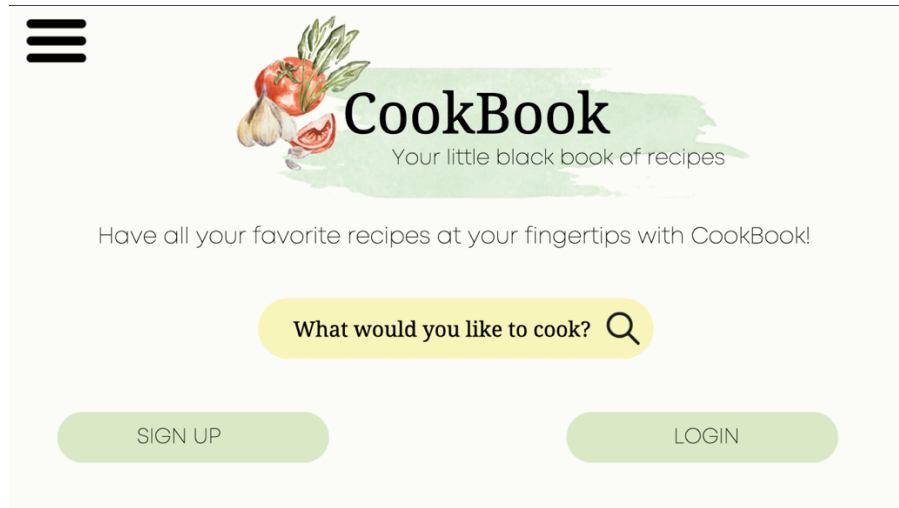 CookBook
Your little black book of recipes
Have all your favorite recipes at your fingertips with CookBook!
What would you like to cook?
SIGN UP
LOGIN